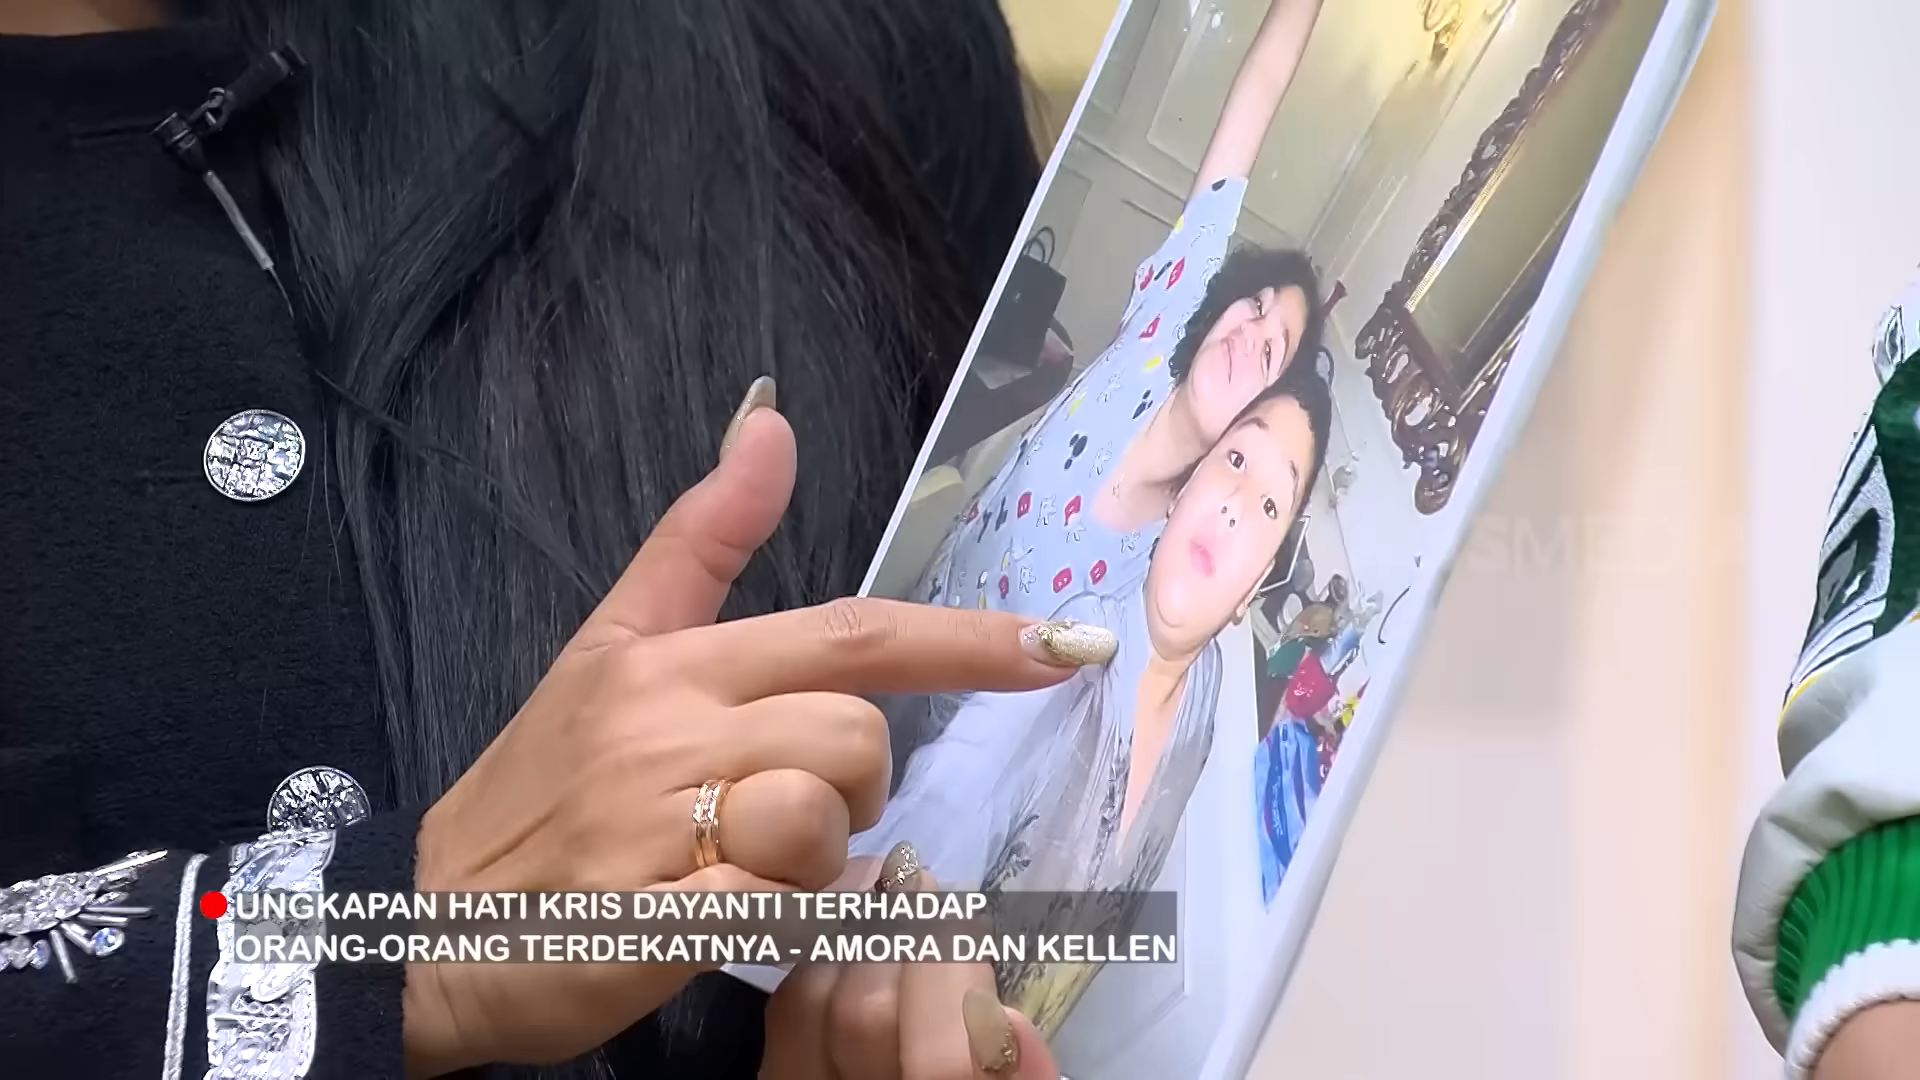 UNGKAPAN HATI KRIS DAYANTI TERHADAP
ORANG-ORANG TERDEKATNYA - AMORA DAN KELLEN